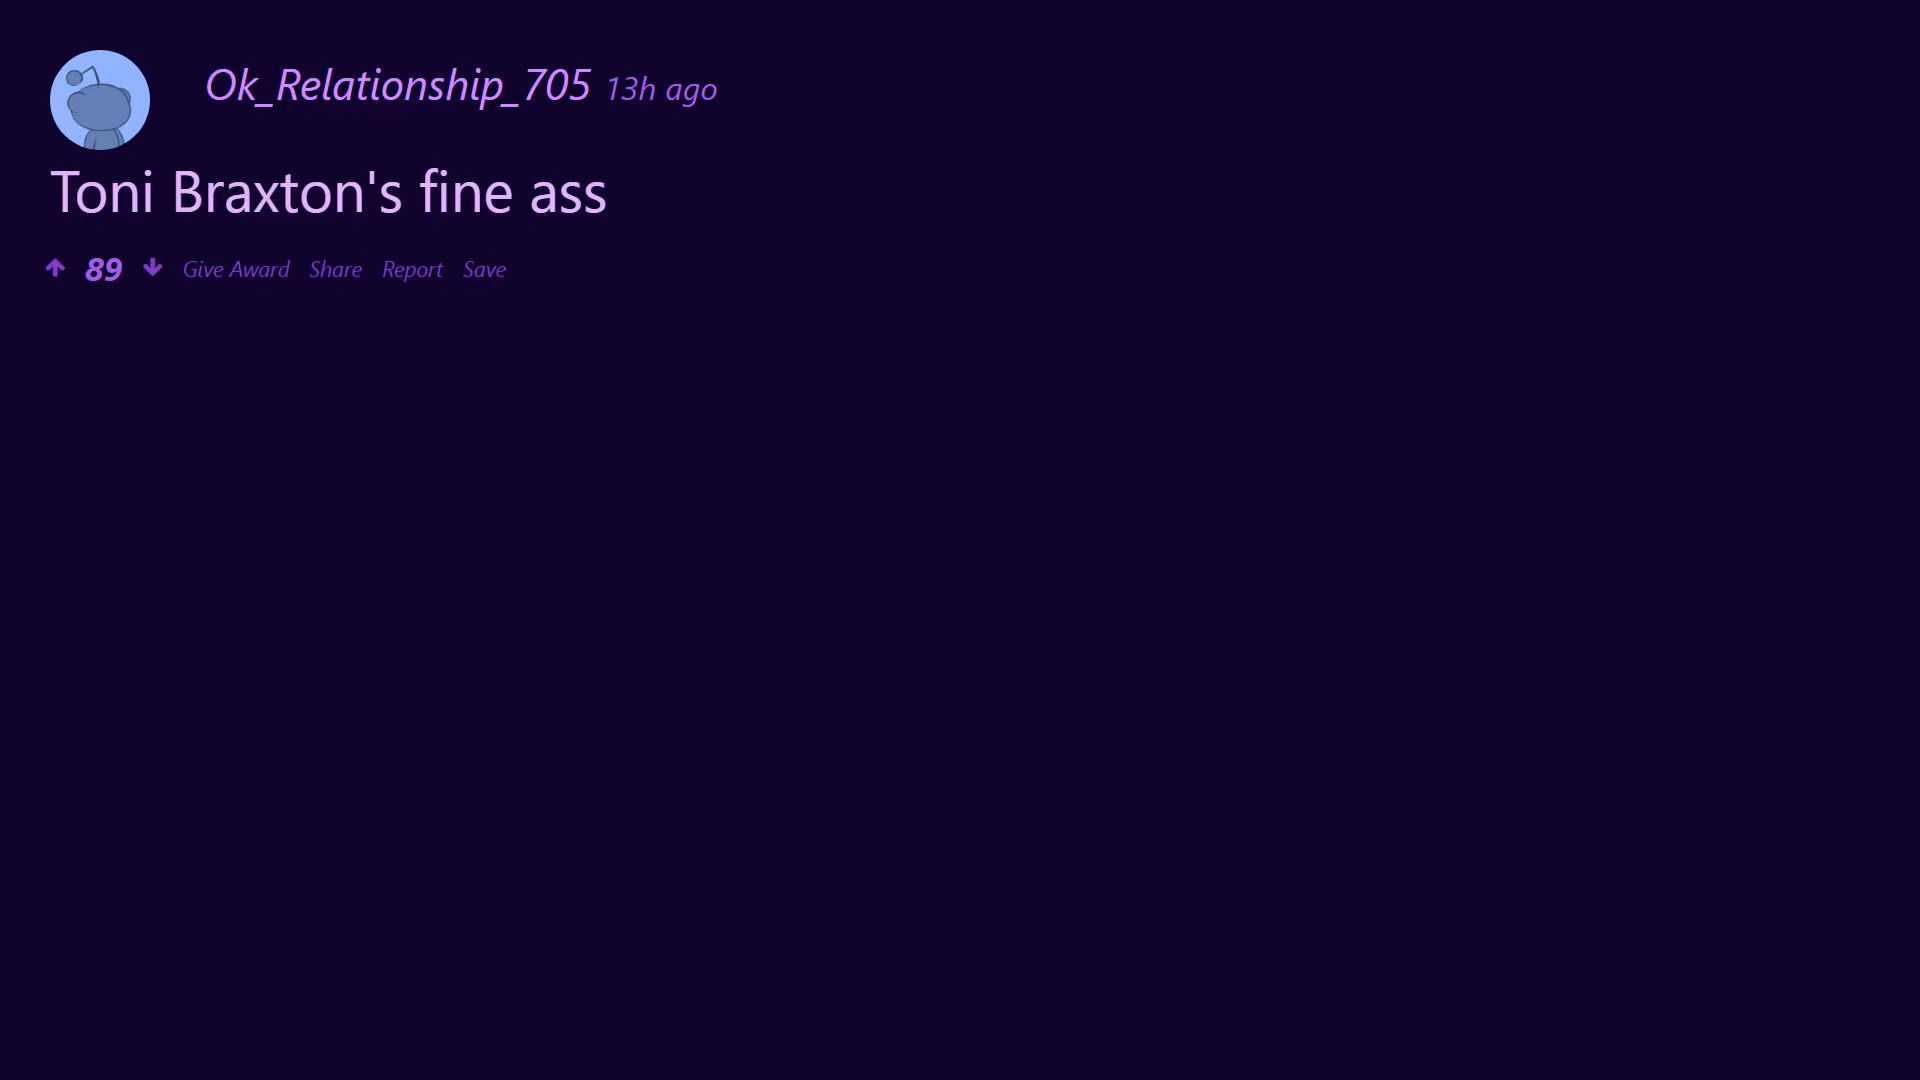 Ok_Relationship_705 13h ago
Toni Braxton's fine ass
89 Give Award Share Report Save